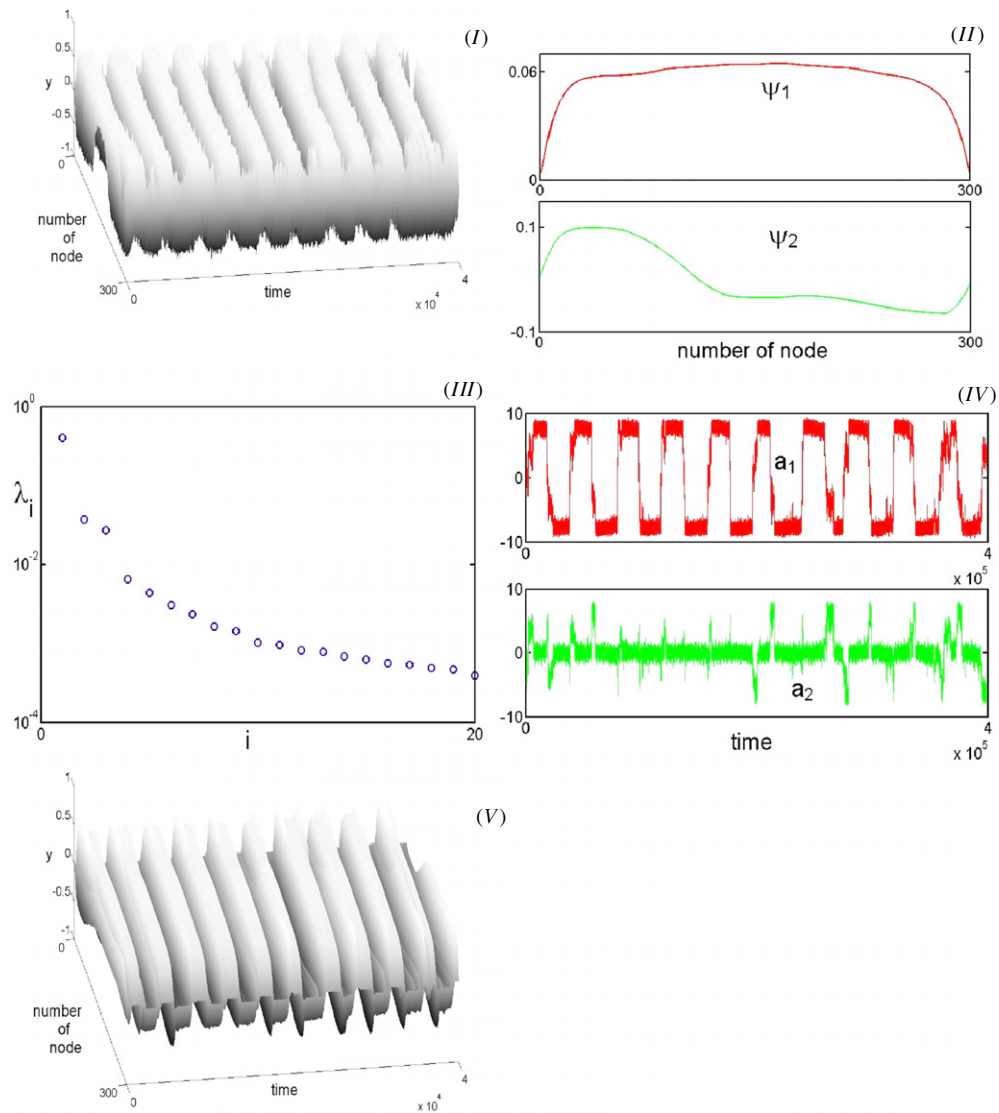 (I)
1
0.5
y
0
-0.5
-1
0
number
of
node
300
0
time
4
x 10^4
(II)
0.06
ψ1
0
0
300
0.1
ψ2
-0.1
0
300
number of node
(III)
10^0
λi
10^-2
10^-4
0
i
20
(IV)
10
a1
0
-10
0
4
x 10^5
10
0
a2
-10
0
time
4
x 10^5
(V)
1
0.5
y
0
-0.5
-1
0
number
of
node
300
0
time
4
x 10^4